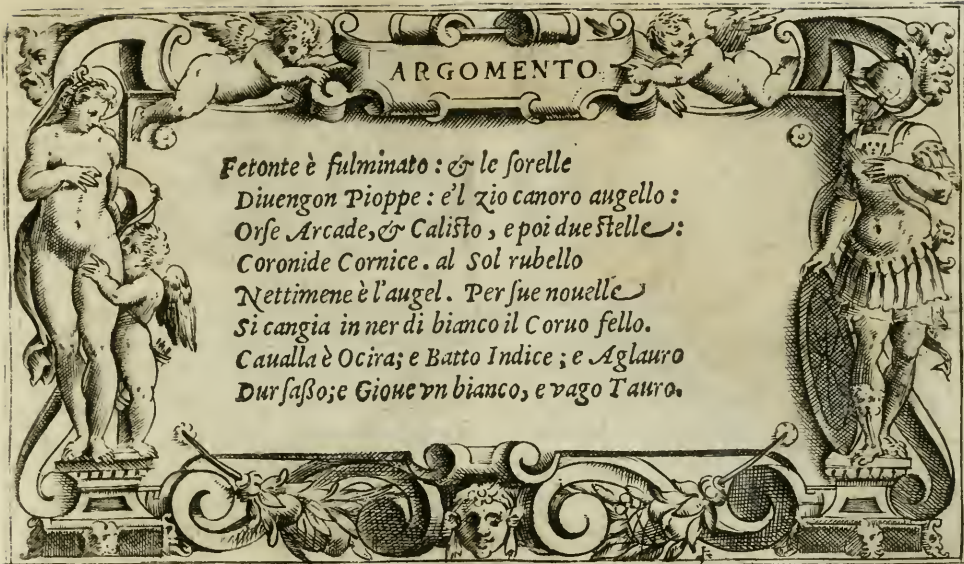 ARGOMENTO
Fetonte è fulminato : & le ſorelle
Diuengon Pioppe : e'l zio canoro augello :
Orſe Arcade, & Caliſto , e poi due ſtelle :
Coronide Cornice . al Sol rubello
Nettimene è l'augel . Per ſue nouelle
Si cangia in ner di bianco il Coruo fello.
Caualla è Ocira; e Batto Indice ; e Aglauro
Dur ſaſſo; e Gioue vn bianco, e vago Tauro.